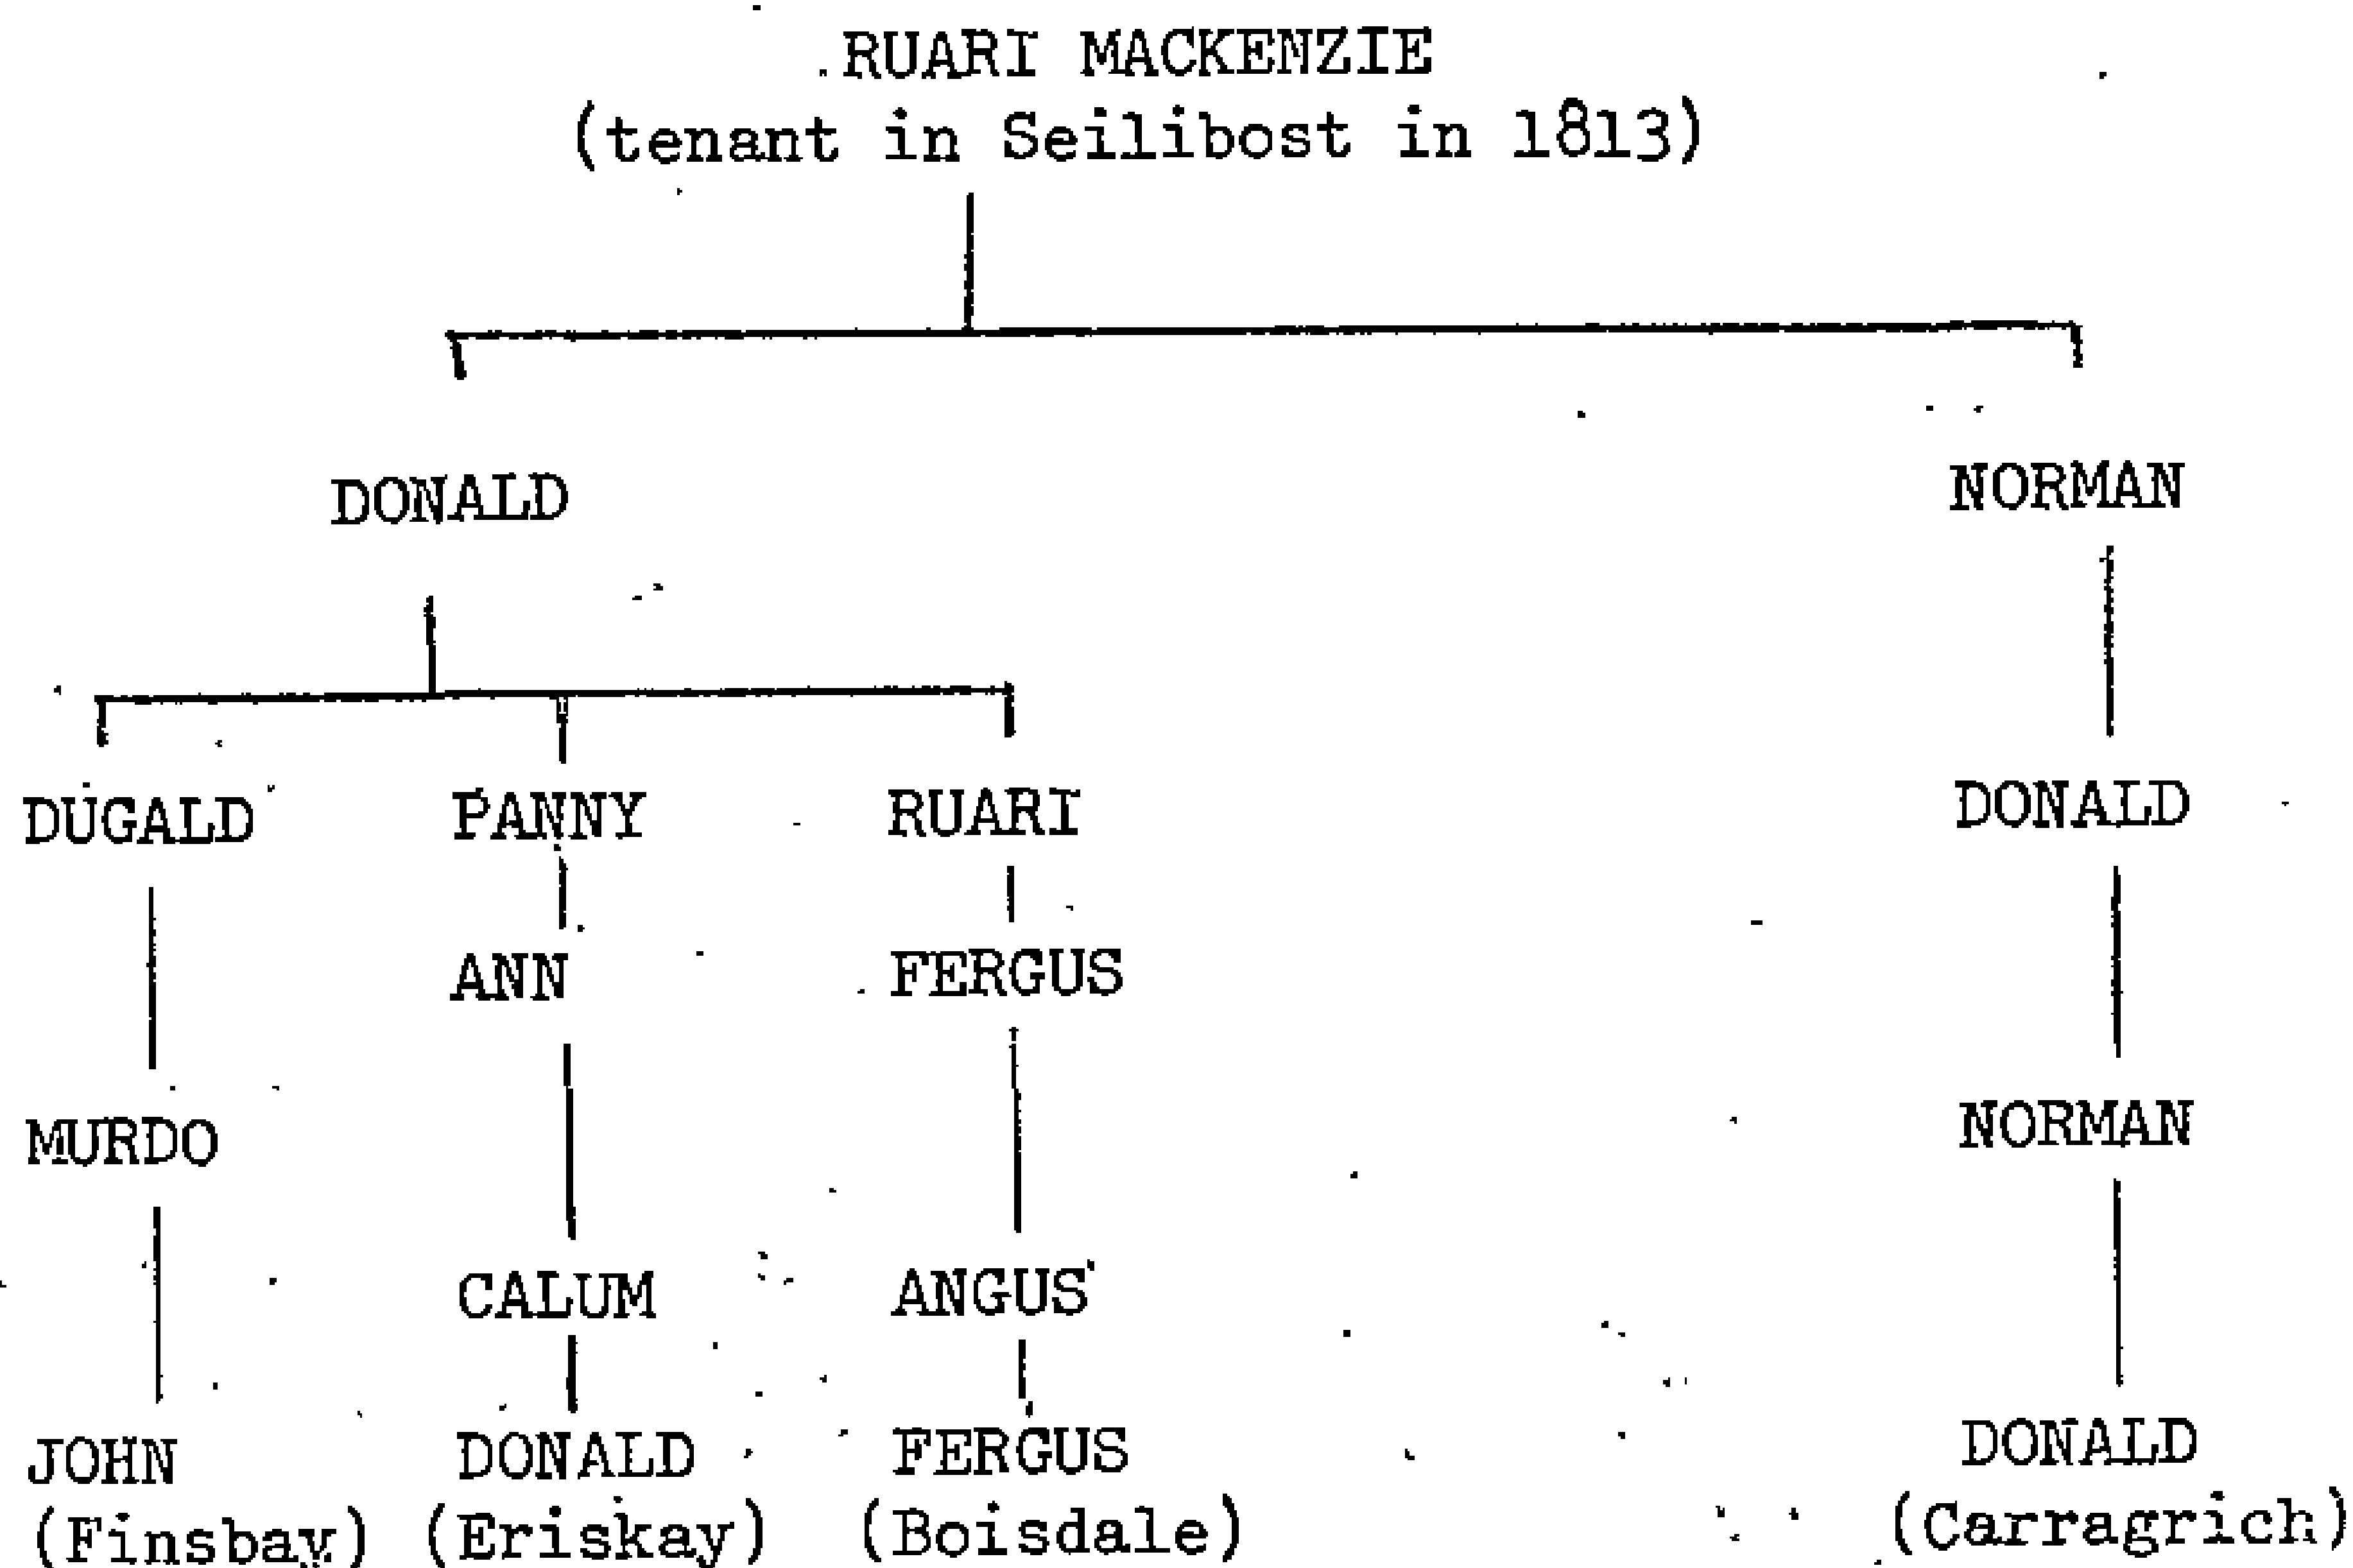 RUARI MACKENZIE
(tenant in Seilibost in 1813)
DONALD NORMAN
DUGALD PANNY RUARI DONALD
ANN FERGUS
MURDO NORMAN
CALUM ANGUS
JOHN DONALD FERGUS DONALD
(Finsbay) (Eriskay) (Boisdale) (Carragrich)